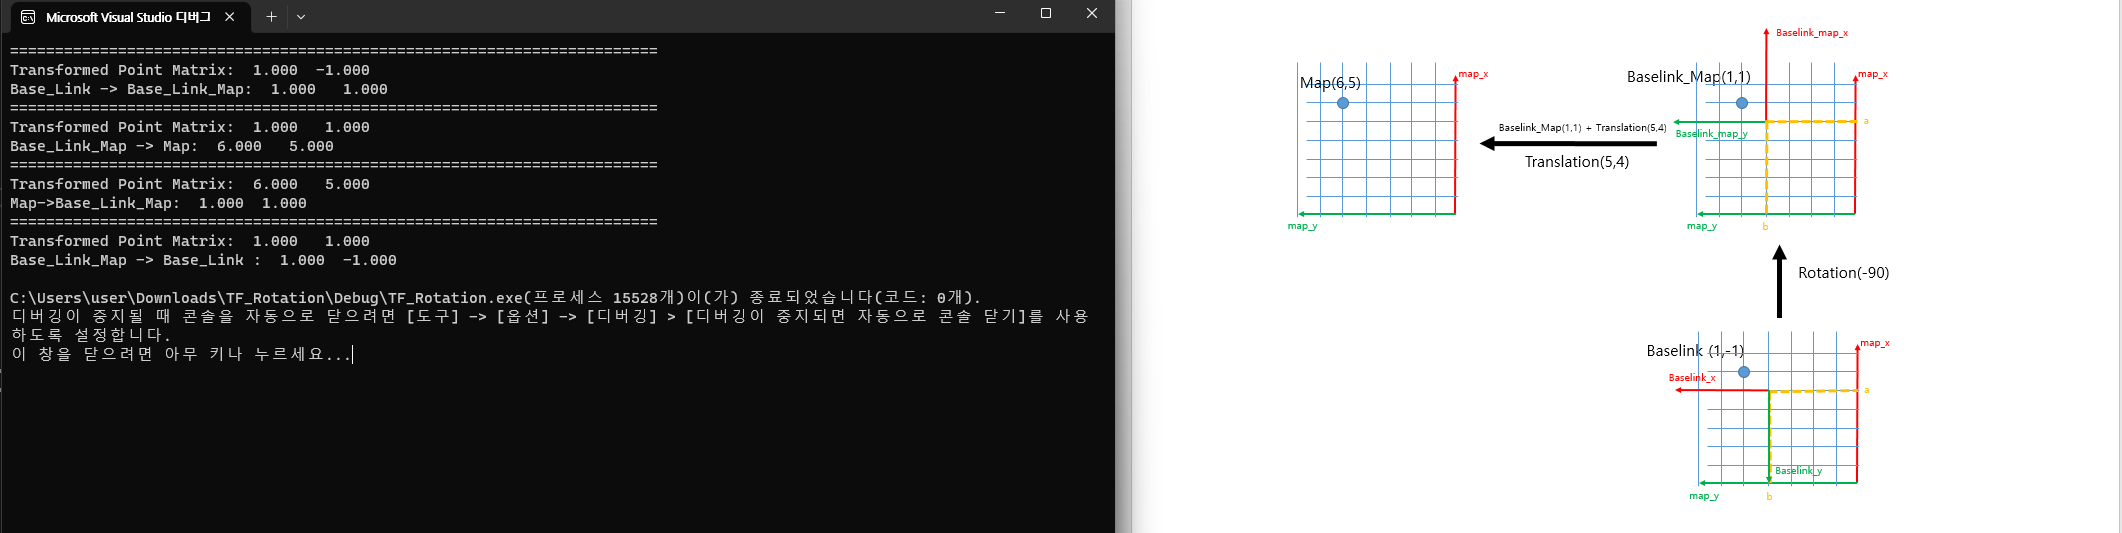 Microsoft Visual Studio 디버그
========================================================================
Transformed Point Matrix:  1.000  -1.000
Base_Link -> Base_Link_Map:  1.000   1.000
========================================================================
Transformed Point Matrix:  1.000   1.000
Base_Link_Map -> Map:  6.000   5.000
========================================================================
Transformed Point Matrix:  6.000   5.000
Map->Base_Link_Map:  1.000  1.000
========================================================================
Transformed Point Matrix:  1.000   1.000
Base_Link_Map -> Base_Link :  1.000  -1.000
C:\Users\user\Downloads\TF_Rotation\Debug\TF_Rotation.exe(프로세스 15528개)이(가) 종료되었습니다(코드: 0개).
디버깅이 중지될 때 콘솔을 자동으로 닫으려면 [도구] -> [옵션] -> [디버깅] > [디버깅이 중지되면 자동으로 콘솔 닫기]를 사용
하도록 설정합니다.
이 창을 닫으려면 아무 키나 누르세요...
Map(6,5)
map_x
map_y
Baselink_Map(1,1) + Translation(5,4)
Translation(5,4)
Baselink_map_x
Baselink_Map(1,1)
map_x
Baselink_map_y
a
map_y
b
Rotation(-90)
Baselink (1,-1)
map_x
Baselink_x
a
Baselink_y
map_y
b